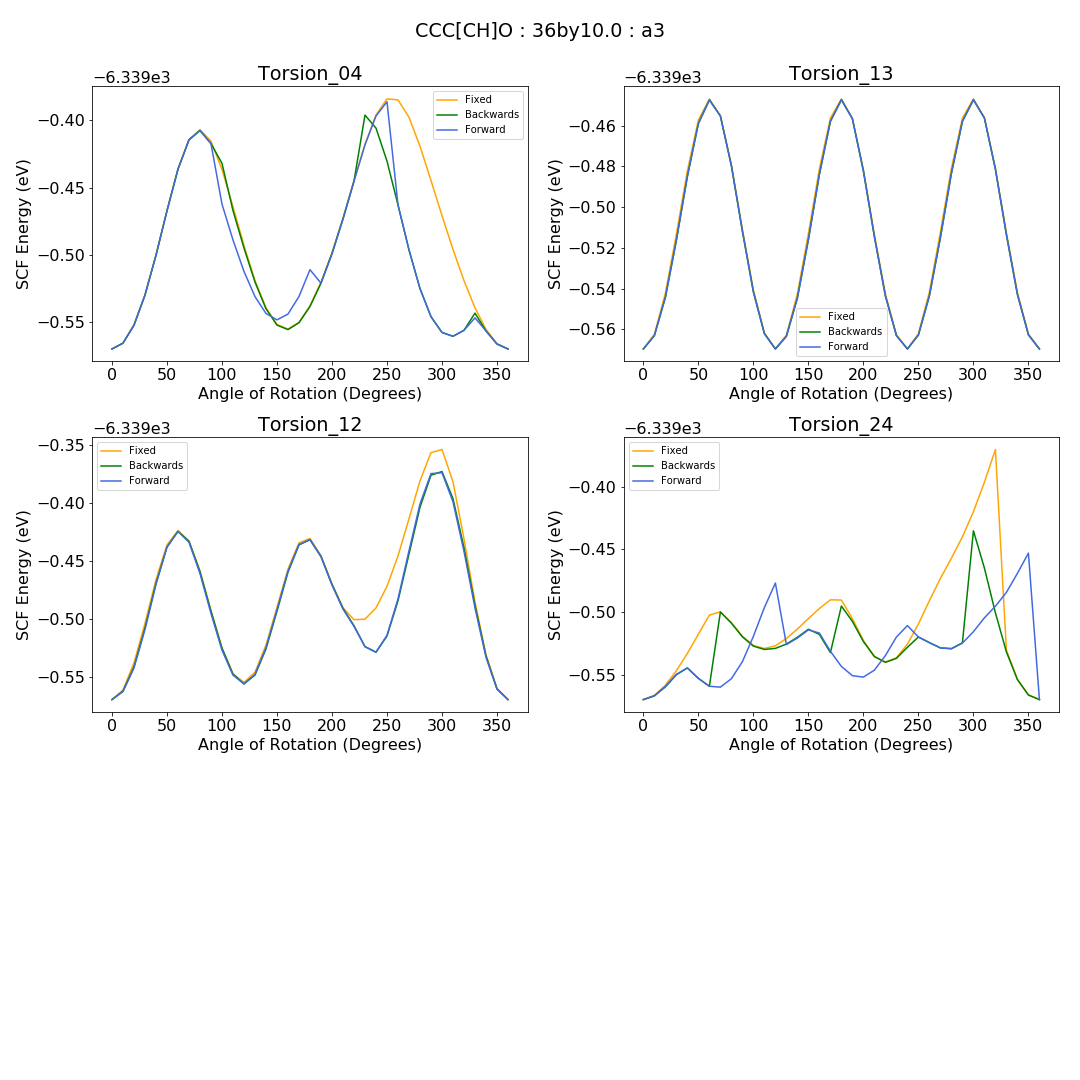 CCC[CH]O : 36by10.0 : a3
−6.339e3
Torsion_04
SCF Energy (eV)
−0.40
−0.45
−0.50
−0.55
Fixed
Backwards
Forward
0 50 100 150 200 250 300 350
Angle of Rotation (Degrees)
−6.339e3
Torsion_13
SCF Energy (eV)
−0.46
−0.48
−0.50
−0.52
−0.54
−0.56
Fixed
Backwards
Forward
0 50 100 150 200 250 300 350
Angle of Rotation (Degrees)
−6.339e3
Torsion_12
SCF Energy (eV)
−0.35
−0.40
−0.45
−0.50
−0.55
Fixed
Backwards
Forward
0 50 100 150 200 250 300 350
Angle of Rotation (Degrees)
−6.339e3
Torsion_24
SCF Energy (eV)
−0.40
−0.45
−0.50
−0.55
Fixed
Backwards
Forward
0 50 100 150 200 250 300 350
Angle of Rotation (Degrees)